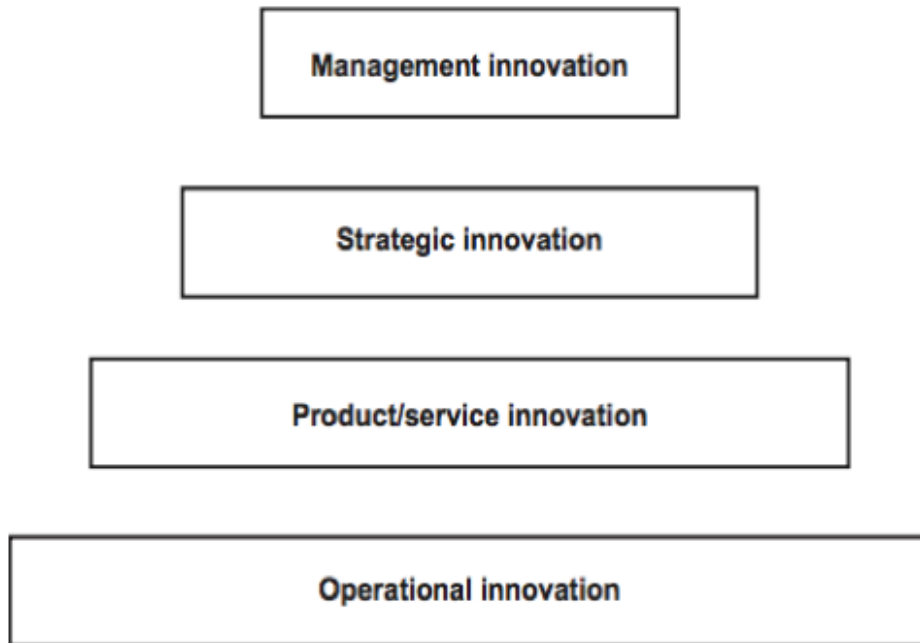 Management innovation
Strategic innovation
Product/service innovation
Operational innovation